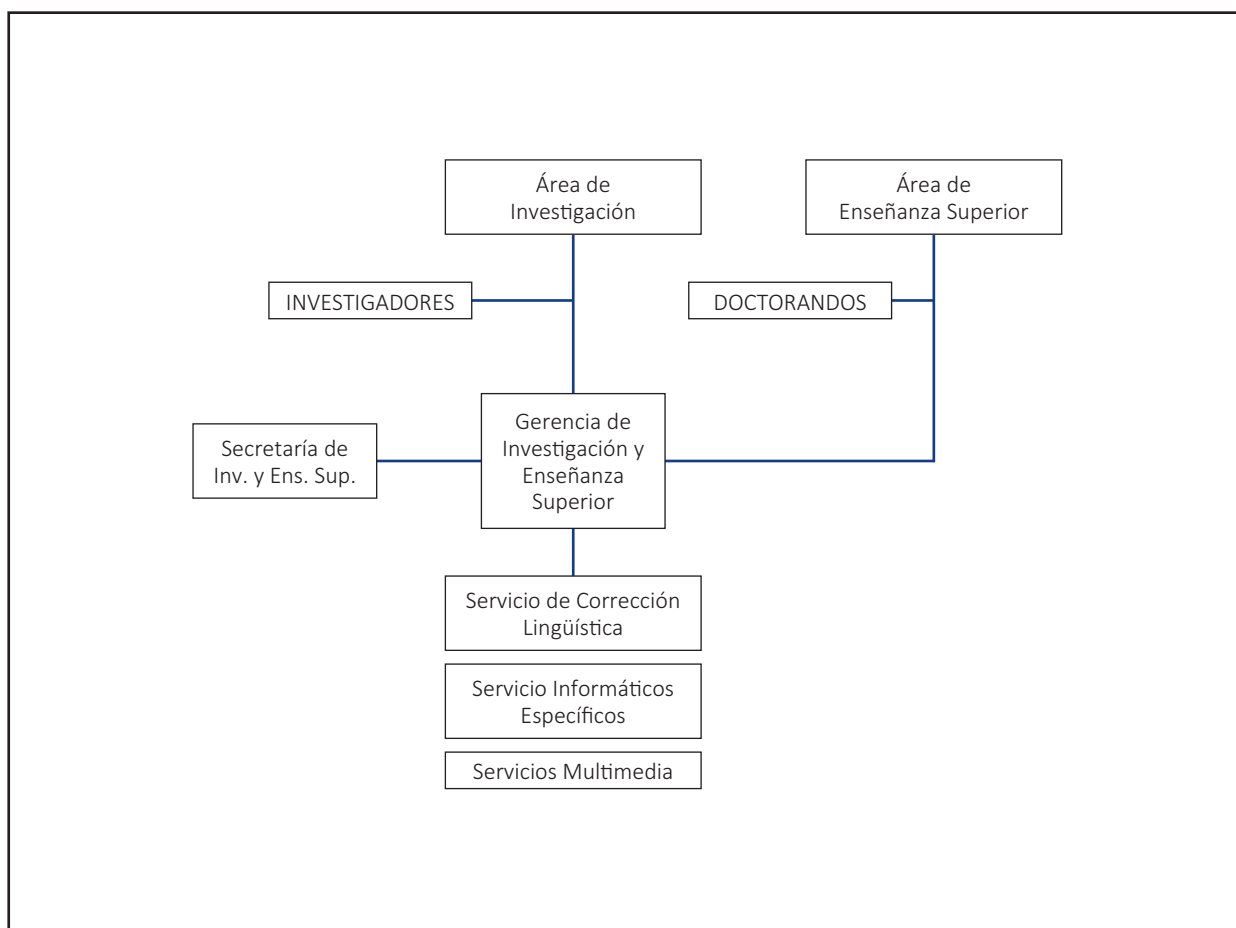 Área de
Investigación
Área de
Enseñanza Superior
INVESTIGADORES
DOCTORANDOS
Secretaría de
Inv. y Ens. Sup.
Gerencia de
Investigación y
Enseñanza
Superior
Servicio de Corrección
Lingüística
Servicio Informáticos
Específicos
Servicios Multimedia